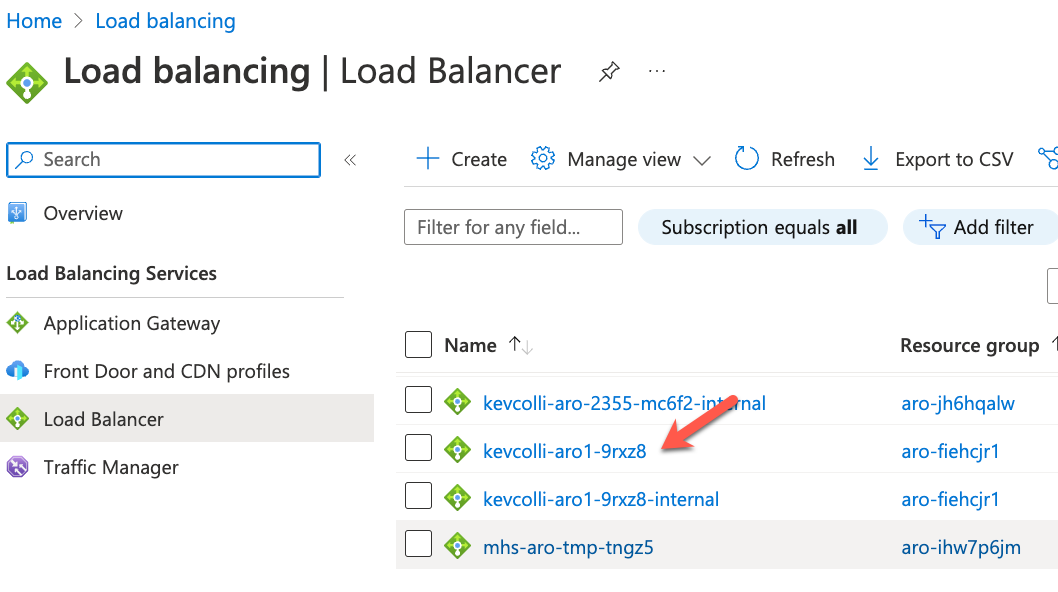 Home > Load balancing
Load balancing | Load Balancer ...
Search «
Overview
Load Balancing Services
Application Gateway
Front Door and CDN profiles
Load Balancer
Traffic Manager
+ Create Manage view Refresh Export to CSV
Filter for any field... Subscription equals all Add filter
Name ↑↓ Resource group ↑
kevcolli-aro-2355-mc6f2-internal aro-jh6hqalw
kevcolli-aro1-9rxz8 aro-fiehcjr1
kevcolli-aro1-9rxz8-internal aro-fiehcjr1
mhs-aro-tmp-tngz5 aro-ihw7p6jm